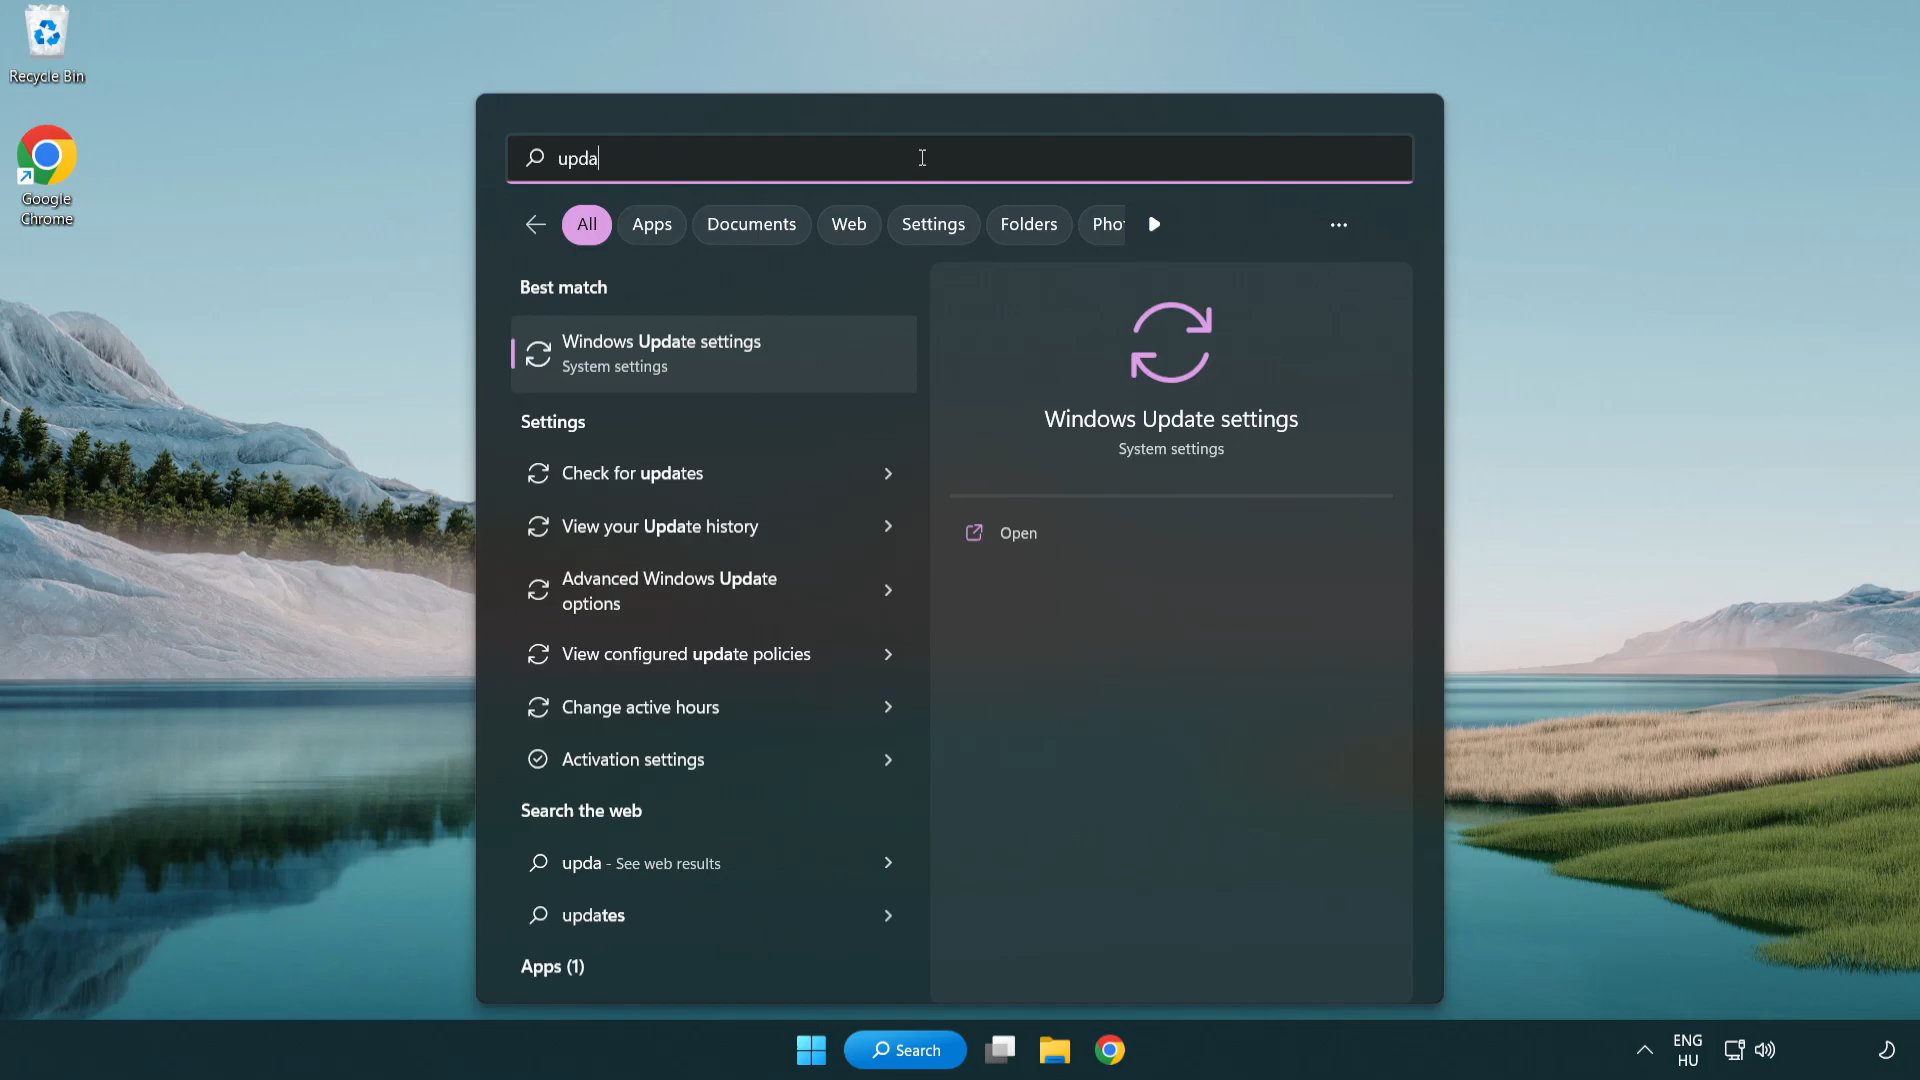 Recycle Bin
Google
Chrome
upda
All
Apps
Documents
Web
Settings
Folders
Pho
Best match
Windows Update settings
System settings
Settings
Check for updates
View your Update history
Advanced Windows Update
options
View configured update policies
Change active hours
Activation settings
Search the web
upda - See web results
updates
Apps (1)
Windows Update settings
System settings
Open
Search
ENG
HU